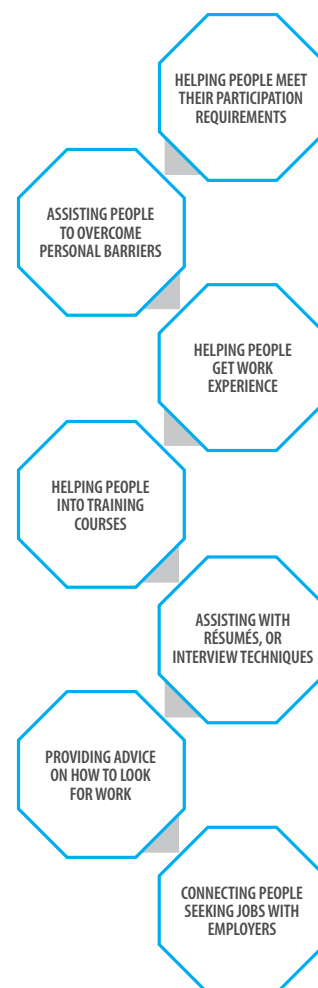 HELPING PEOPLE MEET
THEIR PARTICIPATION
REQUIREMENTS
ASSISTING PEOPLE
TO OVERCOME
PERSONAL BARRIERS
HELPING PEOPLE
GET WORK
EXPERIENCE
HELPING PEOPLE
INTO TRAINING
COURSES
ASSISTING WITH
RÉSUMÉS, OR
INTERVIEW TECHNIQUES
PROVIDING ADVICE
ON HOW TO LOOK
FOR WORK
CONNECTING PEOPLE
SEEKING JOBS WITH
EMPLOYERS